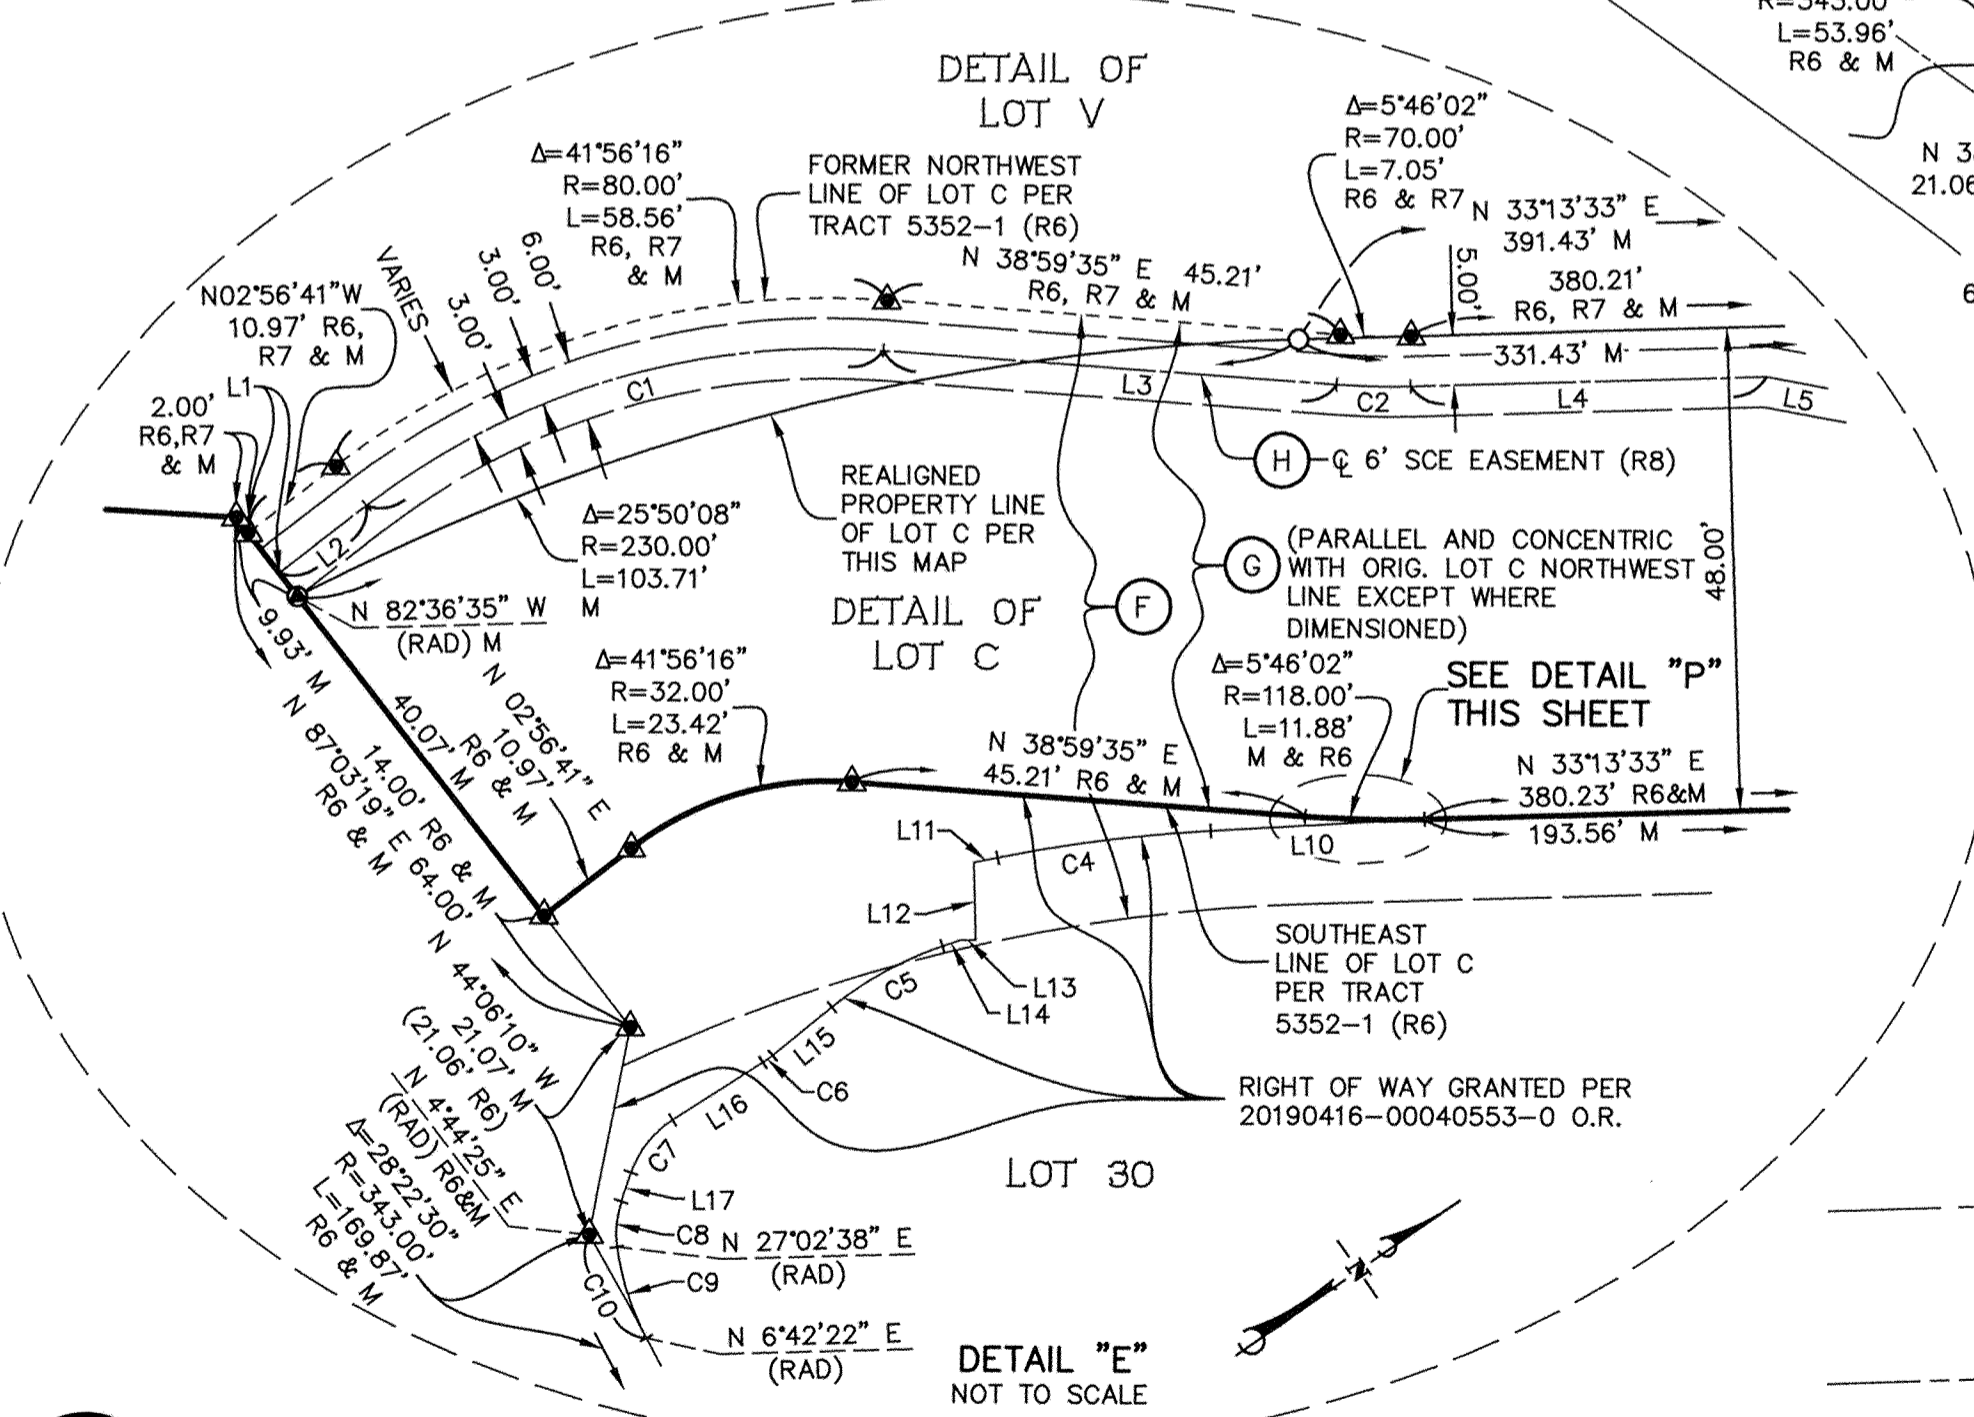 DETAIL OF
LOT V
R=343.00'
L=53.96'
R6 & M
Δ=5°46'02"
R=70.00'
L=7.05'
R6 & R7
Δ=41°56'16"
R=80.00'
L=58.56'
R6, R7
& M
FORMER NORTHWEST
LINE OF LOT C PER
TRACT 5352-1 (R6)
N 3
21.06
N 33°13'33" E
391.43' M
N 38°59'35" E 45.21'
R6, R7 & M
5.00'
380.21'
R6, R7 & M
6
VARIES
3.00'
3.00'
6.00'
N02°56'41"W
10.97' R6,
R7 & M
331.43' M
L1
2.00'
R6,R7
& M
C1
L3
C2
L4
L5
H
℄ 6' SCE EASEMENT (R8)
REALIGNED
PROPERTY LINE
OF LOT C PER
THIS MAP
Δ=25°50'08"
R=230.00'
L=103.71'
M
L2
G
(PARALLEL AND CONCENTRIC
WITH ORIG. LOT C NORTHWEST
LINE EXCEPT WHERE
DIMENSIONED)
48.00'
F
N 82°36'35" W
(RAD) M
9.93' M
DETAIL OF
LOT C
Δ=41°56'16"
R=32.00'
L=23.42'
R6 & M
Δ=5°46'02"
R=118.00'
L=11.88'
M & R6
SEE DETAIL "P"
THIS SHEET
N 02°56'41" E
10.97'
R6 & M
40.07' M
14.00' R6 & M
N 87°03'19" E 64.00'
R6 & M
N 38°59'35" E
45.21' R6 & M
N 33°13'33" E
380.23' R6&M
193.56' M
L11
C4
L10
L12
L13
L14
C5
L15
C6
L16
C7
L17
C8
C9
C10
SOUTHEAST
LINE OF LOT C
PER TRACT
5352-1 (R6)
N 44°06'10" W
21.07' M
(21.06' R6)
N 4°44'25" E
(RAD) R6&M
Δ=28°22'30"
R=343.00'
L=169.87'
R6 & M
RIGHT OF WAY GRANTED PER
20190416-00040553-0 O.R.
LOT 30
N 27°02'38" E
(RAD)
N 6°42'22" E
(RAD)
N
DETAIL "E"
NOT TO SCALE